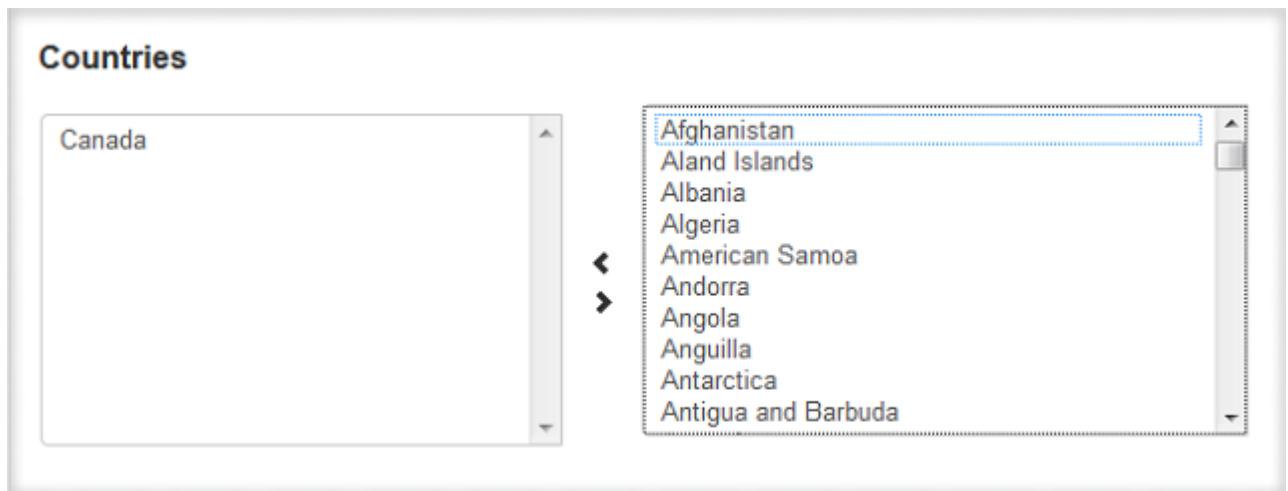 Countries
Canada
Afghanistan
Aland Islands
Albania
Algeria
American Samoa
Andorra
Angola
Anguilla
Antarctica
Antigua and Barbuda